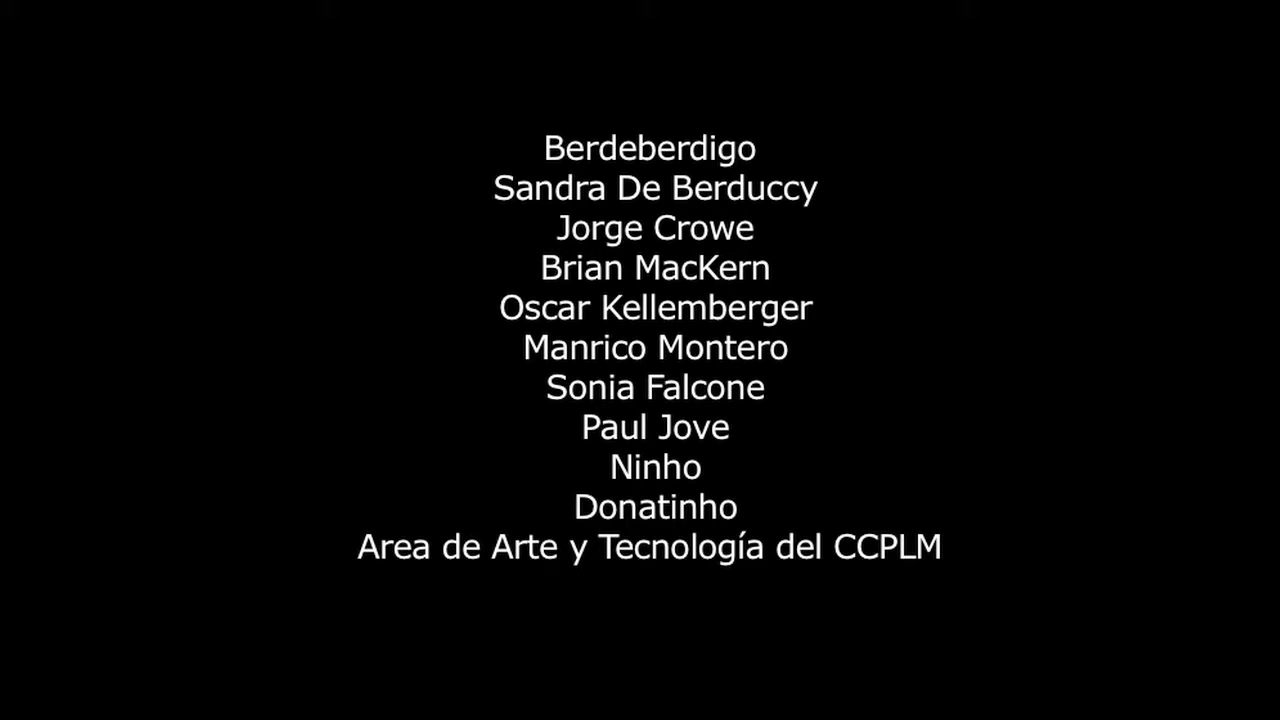 Berdeberdigo
Sandra De Berduccy
Jorge Crowe
Brian MacKern
Oscar Kellemberger
Manrico Montero
Sonia Falcone
Paul Jove
Ninho
Donatinho
Area de Arte y Tecnología del CCPLM